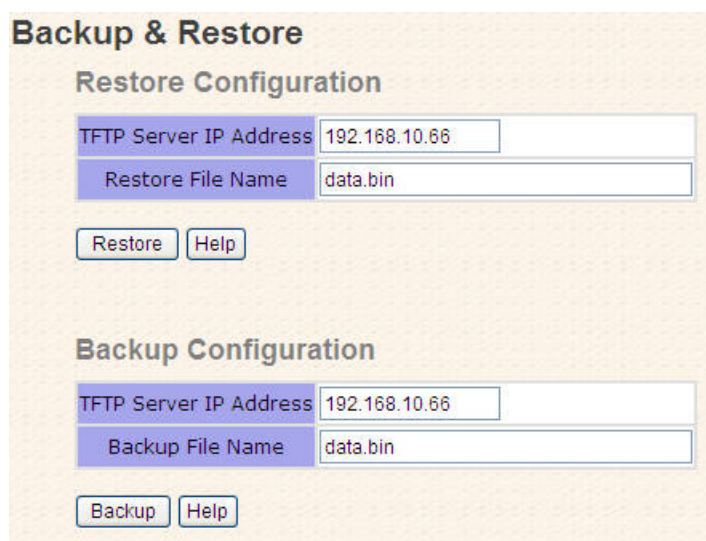 Backup & Restore
Restore Configuration
TFTP Server IP Address 192.168.10.66
Restore File Name data.bin
Restore Help
Backup Configuration
TFTP Server IP Address 192.168.10.66
Backup File Name data.bin
Backup Help